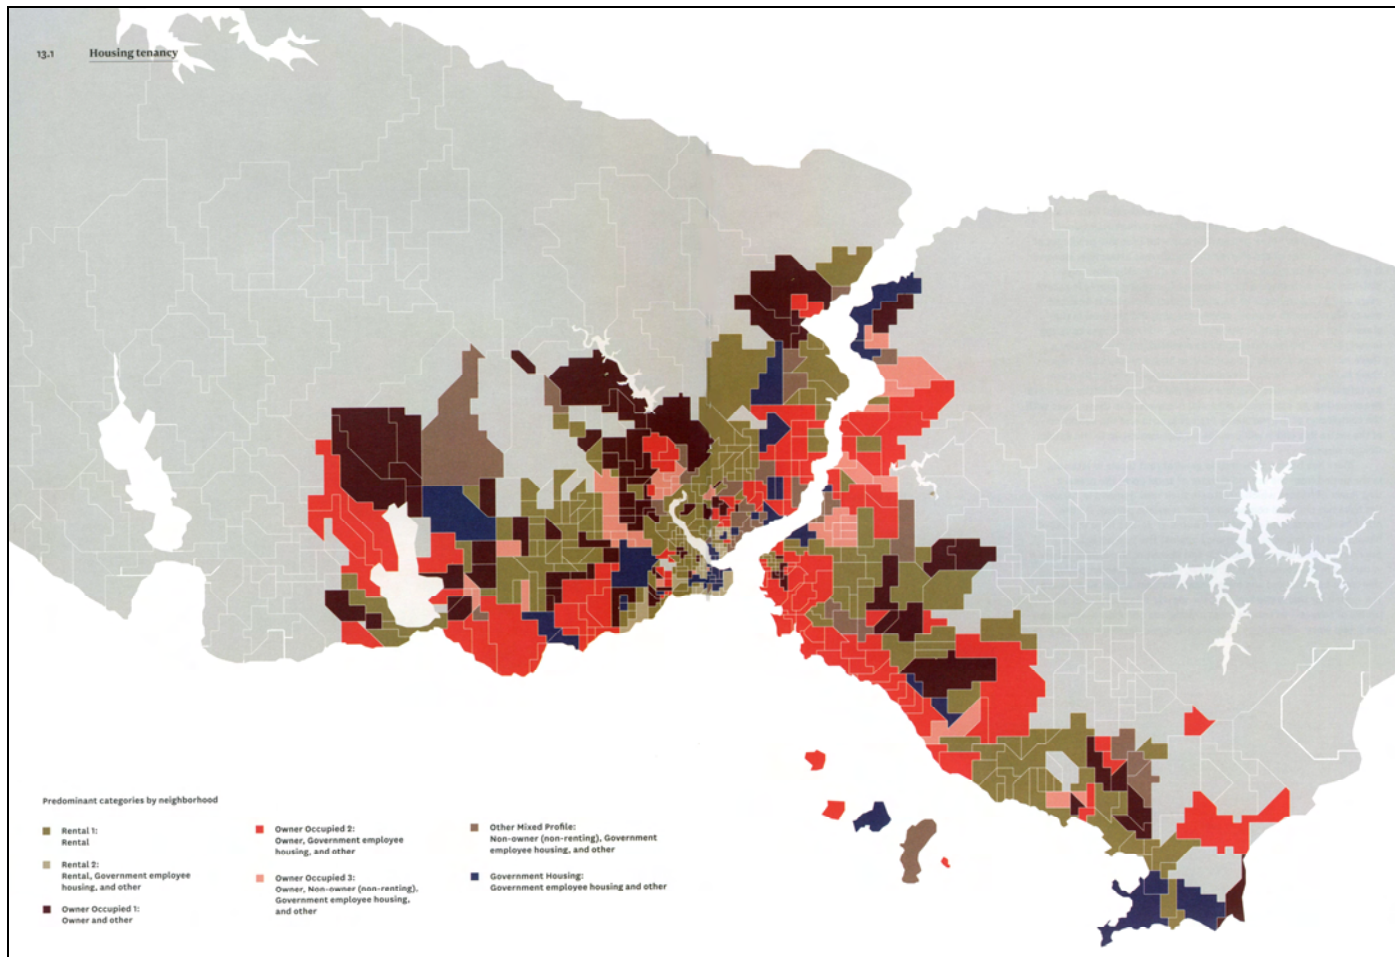 13.1 Housing tenancy
Predominant categories by neighborhood
Rental 1:
Rental
Rental 2:
Rental, Government employee
housing, and other
Owner Occupied 1:
Owner and other
Owner Occupied 2:
Owner, Government employee
housing, and other
Owner Occupied 3:
Owner, Non-owner (non-renting),
Government employee housing,
and other
Other Mixed Profile:
Non-owner (non-renting), Government
employee housing, and other
Government Housing:
Government employee housing and other